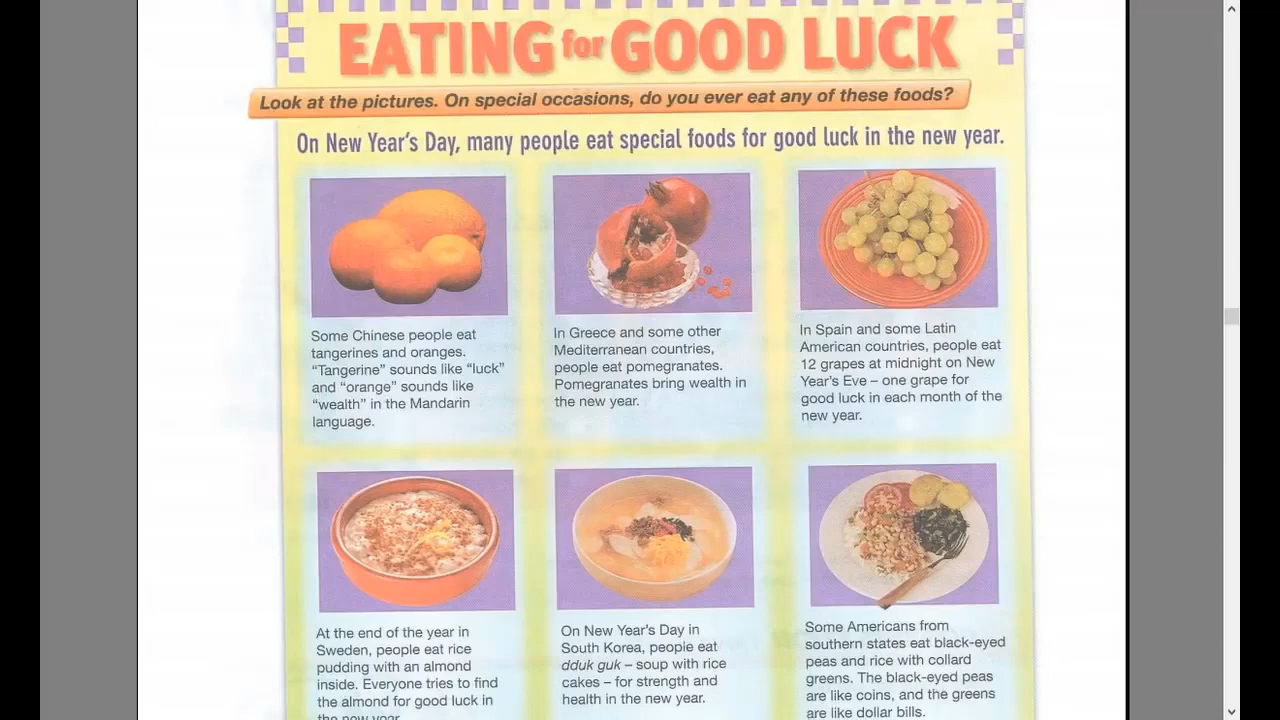 EATING for GOOD LUCK
Look at the pictures. On special occasions, do you ever eat any of these foods?
On New Year's Day, many people eat special foods for good luck in the new year.
Some Chinese people eat
tangerines and oranges.
“Tangerine” sounds like “luck”
and “orange” sounds like
“wealth” in the Mandarin
language.
In Greece and some other
Mediterranean countries,
people eat pomegranates.
Pomegranates bring wealth in
the new year.
In Spain and some Latin
American countries, people eat
12 grapes at midnight on New
Year's Eve – one grape for
good luck in each month of the
new year.
At the end of the year in
Sweden, people eat rice
pudding with an almond
inside. Everyone tries to find
the almond for good luck in
the new year.
On New Year's Day in
South Korea, people eat
dduk guk – soup with rice
cakes – for strength and
health in the new year.
Some Americans from
southern states eat black-eyed
peas and rice with collard
greens. The black-eyed peas
are like coins, and the greens
are like dollar bills.